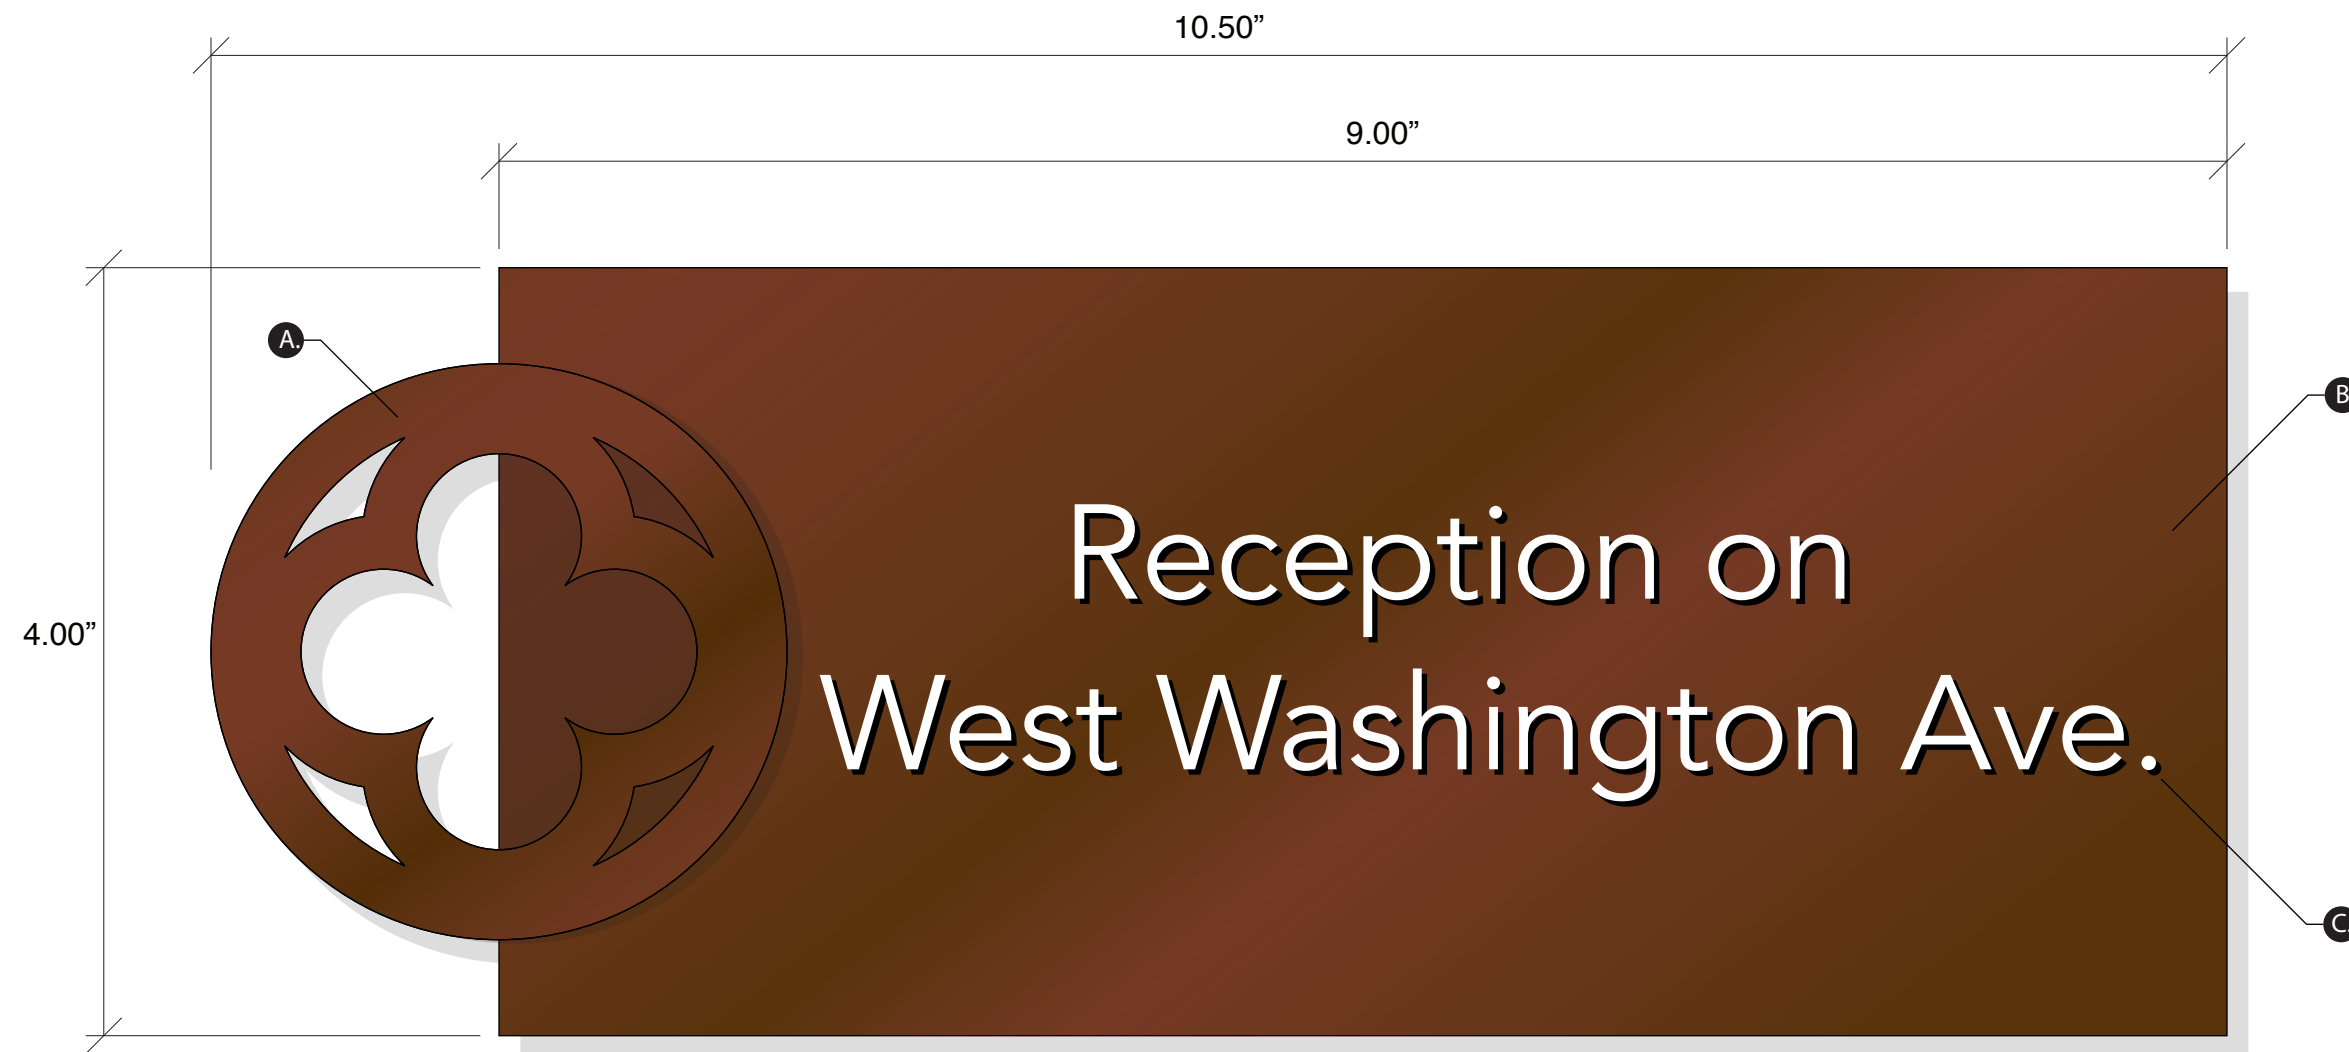 10.50”
9.00”
A.
B
4.00”
Reception on
West Washington Ave.
C.